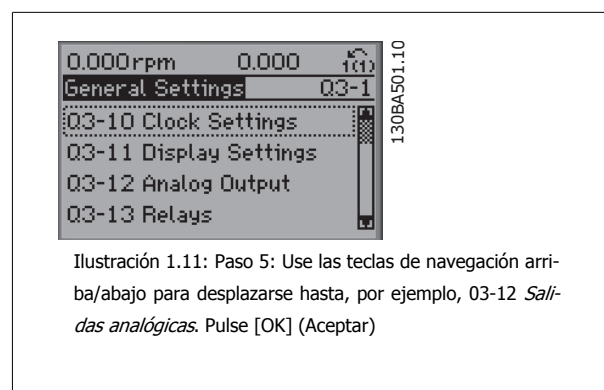 0.000rpm 0.000 1(1)
General Settings Q3-1
Q3-10 Clock Settings
Q3-11 Display Settings
Q3-12 Analog Output
Q3-13 Relays
130BA501.10
Ilustración 1.11: Paso 5: Use las teclas de navegación arri-
ba/abajo para desplazarse hasta, por ejemplo, 03-12 Sali-
das analógicas. Pulse [OK] (Aceptar)